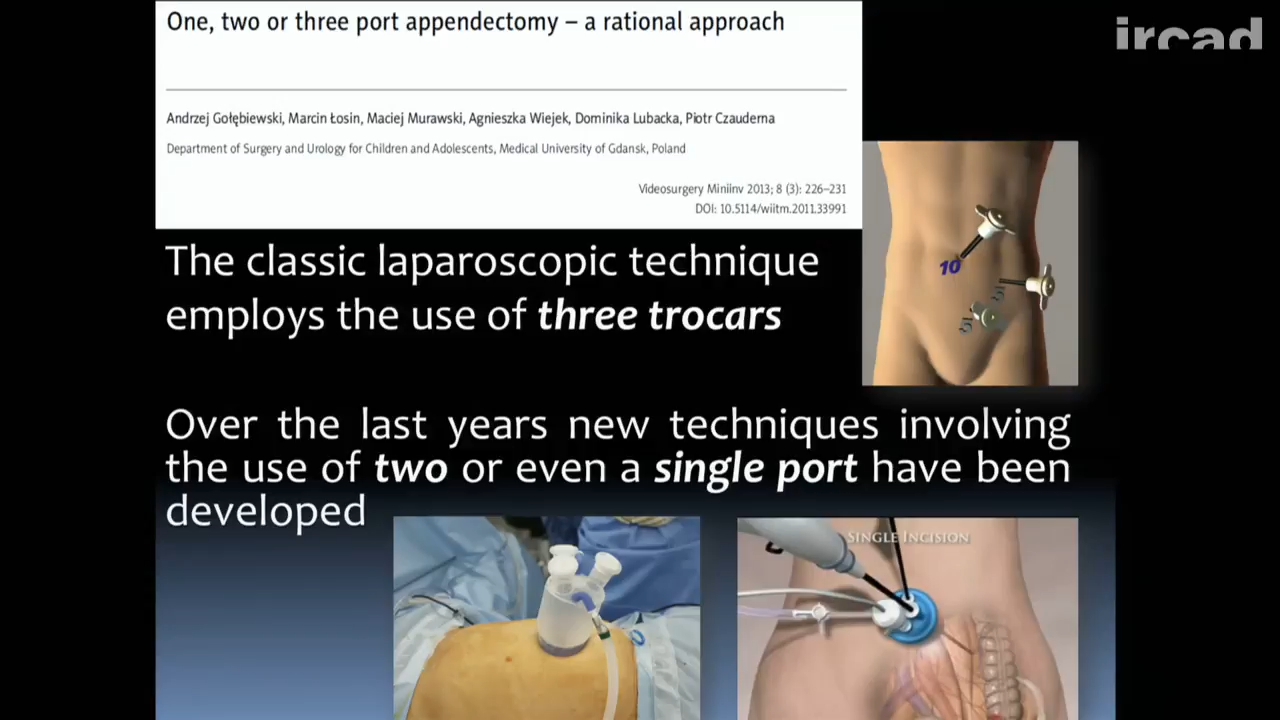 One, two or three port appendectomy – a rational approach
ircad
Andrzej Gołębiewski, Marcin Łosin, Maciej Murawski, Agnieszka Wiejek, Dominika Lubacka, Piotr Czauderna
Department of Surgery and Urology for Children and Adolescents, Medical University of Gdansk, Poland
Videosurgery Miniinv 2013; 8 (3): 226–231
DOI: 10.5114/wiitm.2011.33991
The classic laparoscopic technique
employs the use of three trocars
10
5
5
Over the last years new techniques involving
the use of two or even a single port have been
developed
SINGLE INCISION